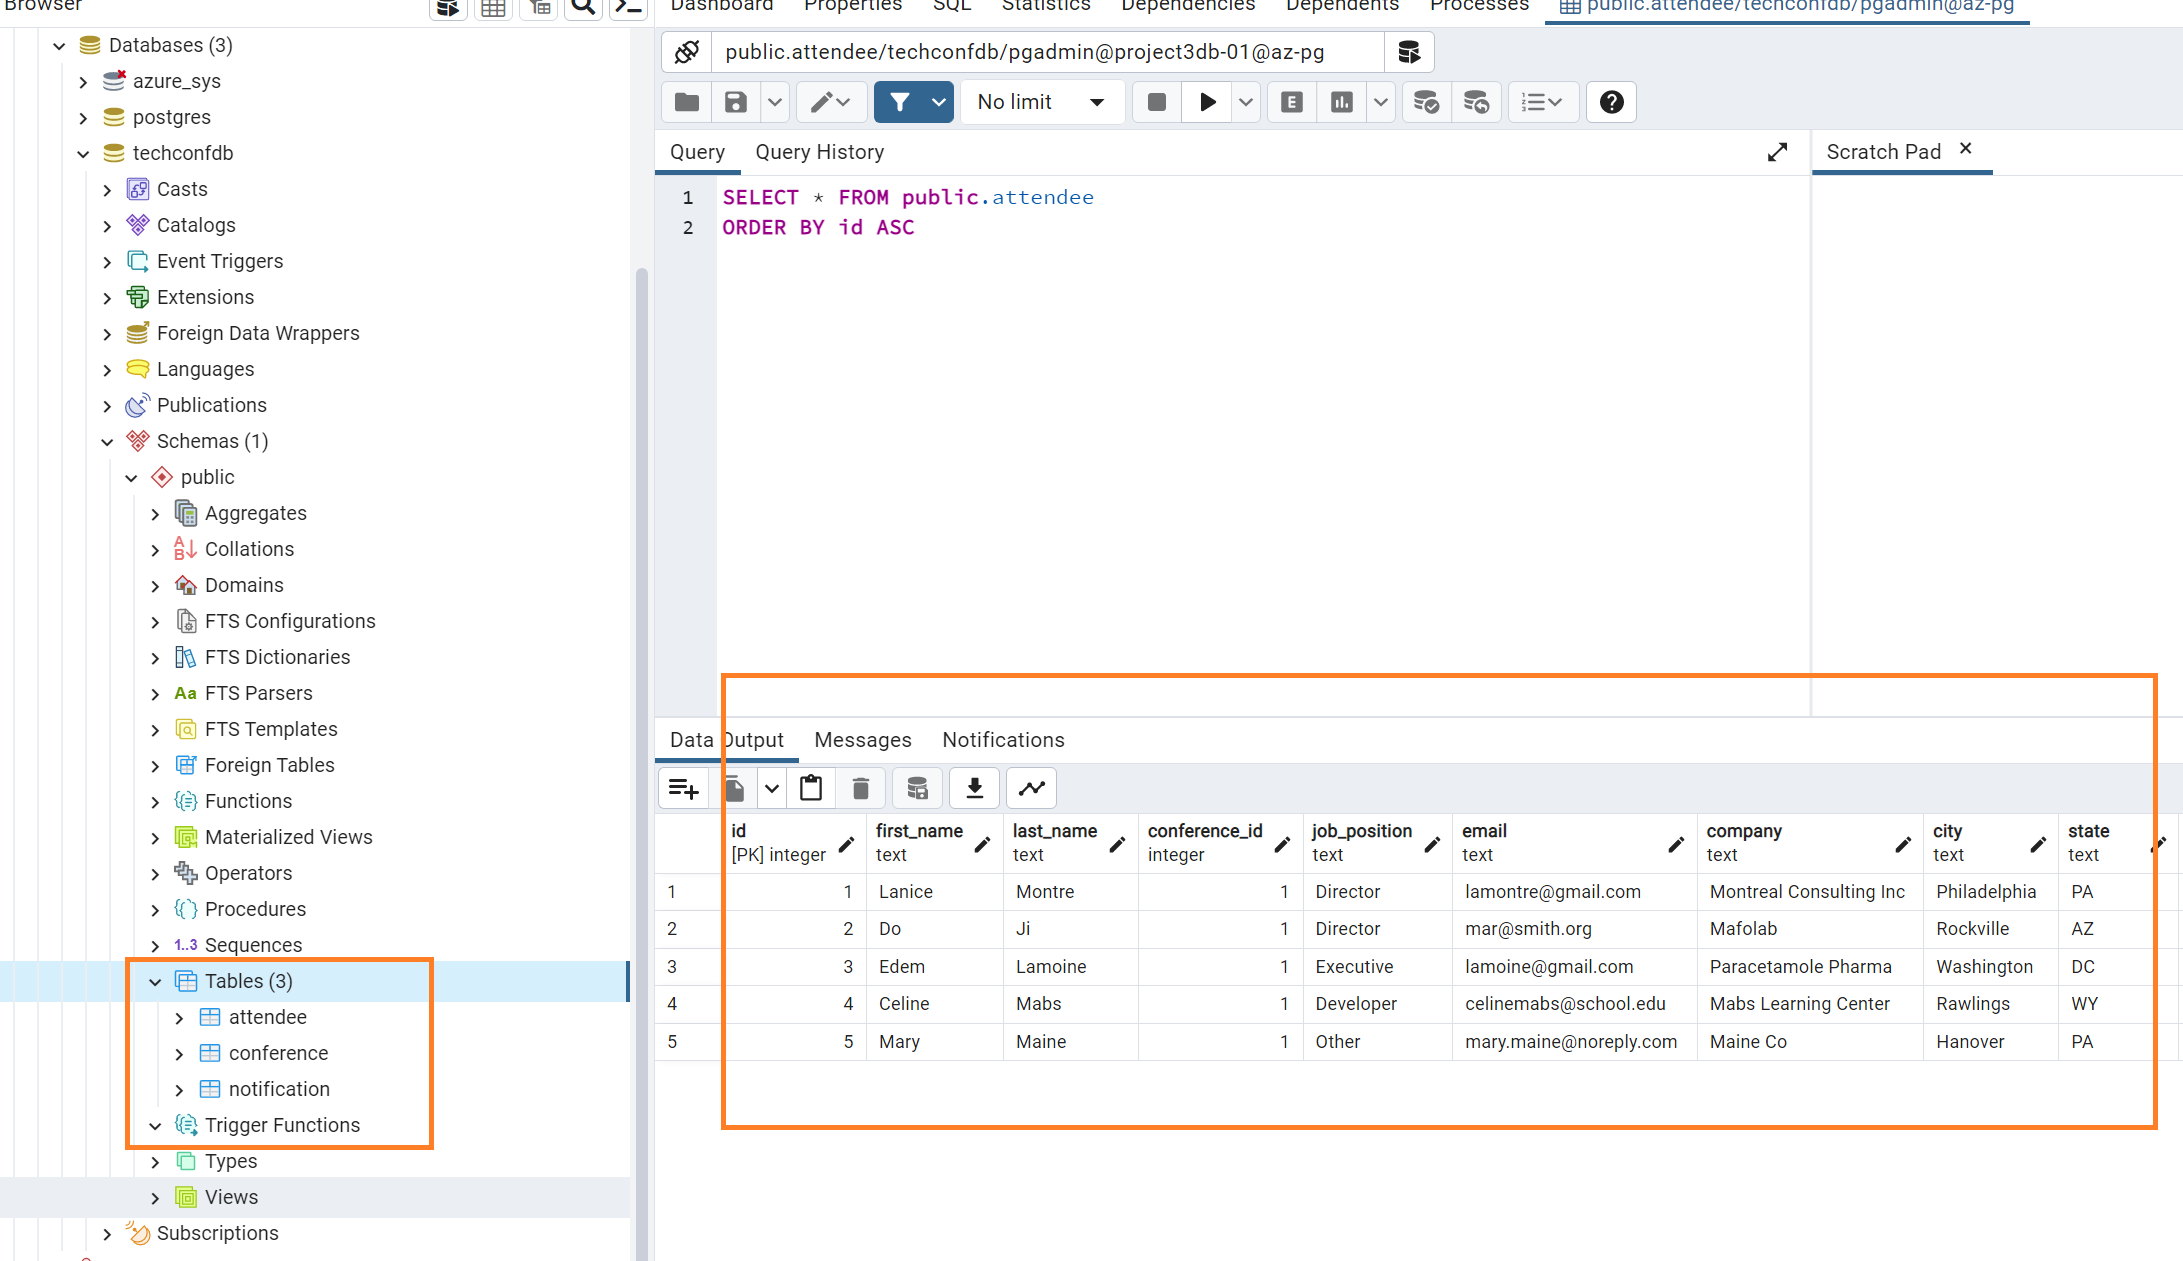 Browser
Databases (3)
azure_sys
postgres
techconfdb
Casts
Catalogs
Event Triggers
Extensions
Foreign Data Wrappers
Languages
Publications
Schemas (1)
public
Aggregates
Collations
Domains
FTS Configurations
FTS Dictionaries
Aa FTS Parsers
FTS Templates
Foreign Tables
Functions
Materialized Views
Operators
Procedures
1..3 Sequences
Tables (3)
attendee
conference
notification
Trigger Functions
Types
Views
Subscriptions
Dashboard Properties SQL Statistics Dependencies Dependents Processes public.attendee/techconfdb/pgadmin@az-pg
public.attendee/techconfdb/pgadmin@project3db-01@az-pg
No limit E
Query Query History Scratch Pad
1 SELECT * FROM public.attendee
2 ORDER BY id ASC
Data Output Messages Notifications
id first_name last_name conference_id job_position email company city state
[PK] integer text text integer text text text text text
1 1 Lanice Montre 1 Director lamontre@gmail.com Montreal Consulting Inc Philadelphia PA
2 2 Do Ji 1 Director mar@smith.org Mafolab Rockville AZ
3 3 Edem Lamoine 1 Executive lamoine@gmail.com Paracetamole Pharma Washington DC
4 4 Celine Mabs 1 Developer celinemabs@school.edu Mabs Learning Center Rawlings WY
5 5 Mary Maine 1 Other mary.maine@noreply.com Maine Co Hanover PA